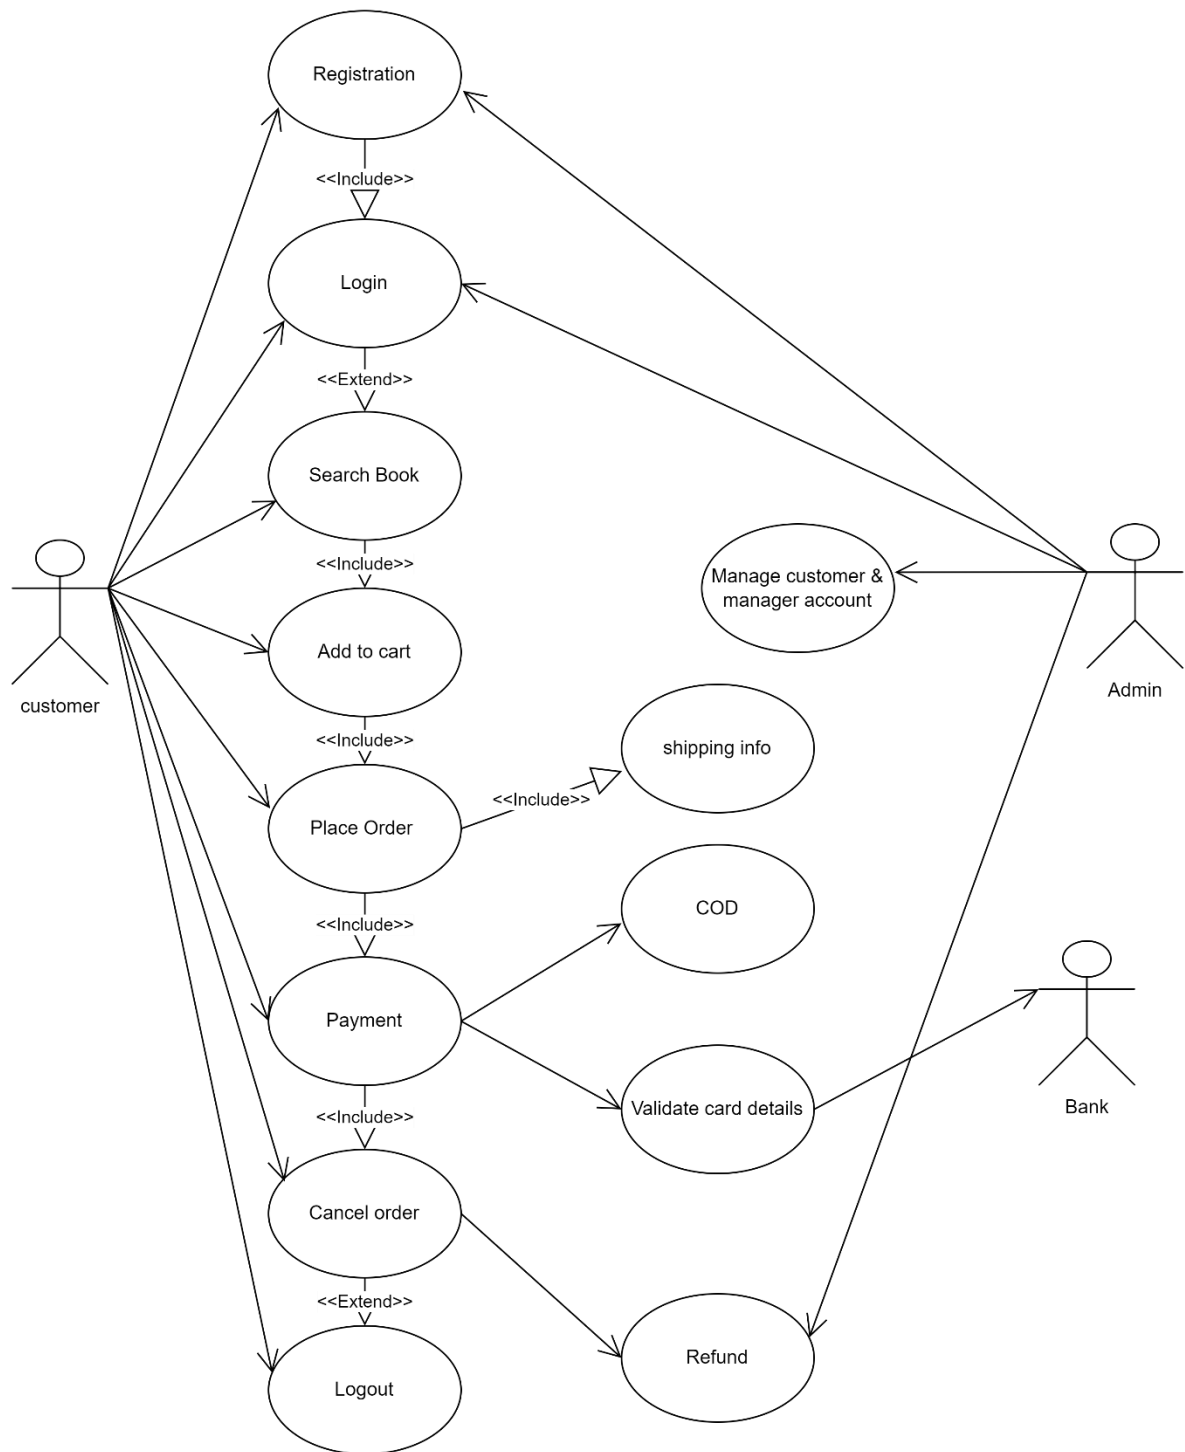 Registration
<<Include>>
Login
<<Extend>>
Search Book
<<Include>>
Manage customer &
manager account
Add to cart
customer
Admin
<<Include>>
shipping info
<<Include>>
Place Order
COD
<<Include>>
Payment
Validate card details
Bank
<<Include>>
Cancel order
<<Extend>>
Refund
Logout